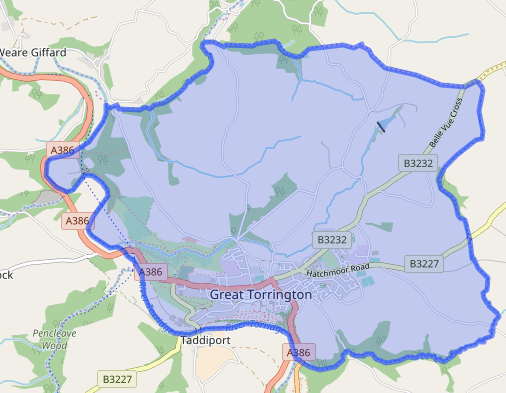 Weare Giffard
A386
Belle Vue Cross
B3232
A386
B3232
Hatchmoor Road
B3227
ock
A386
Great Torrington
River Torridge
Pencleave
Wood
Taddiport
A386
B3227